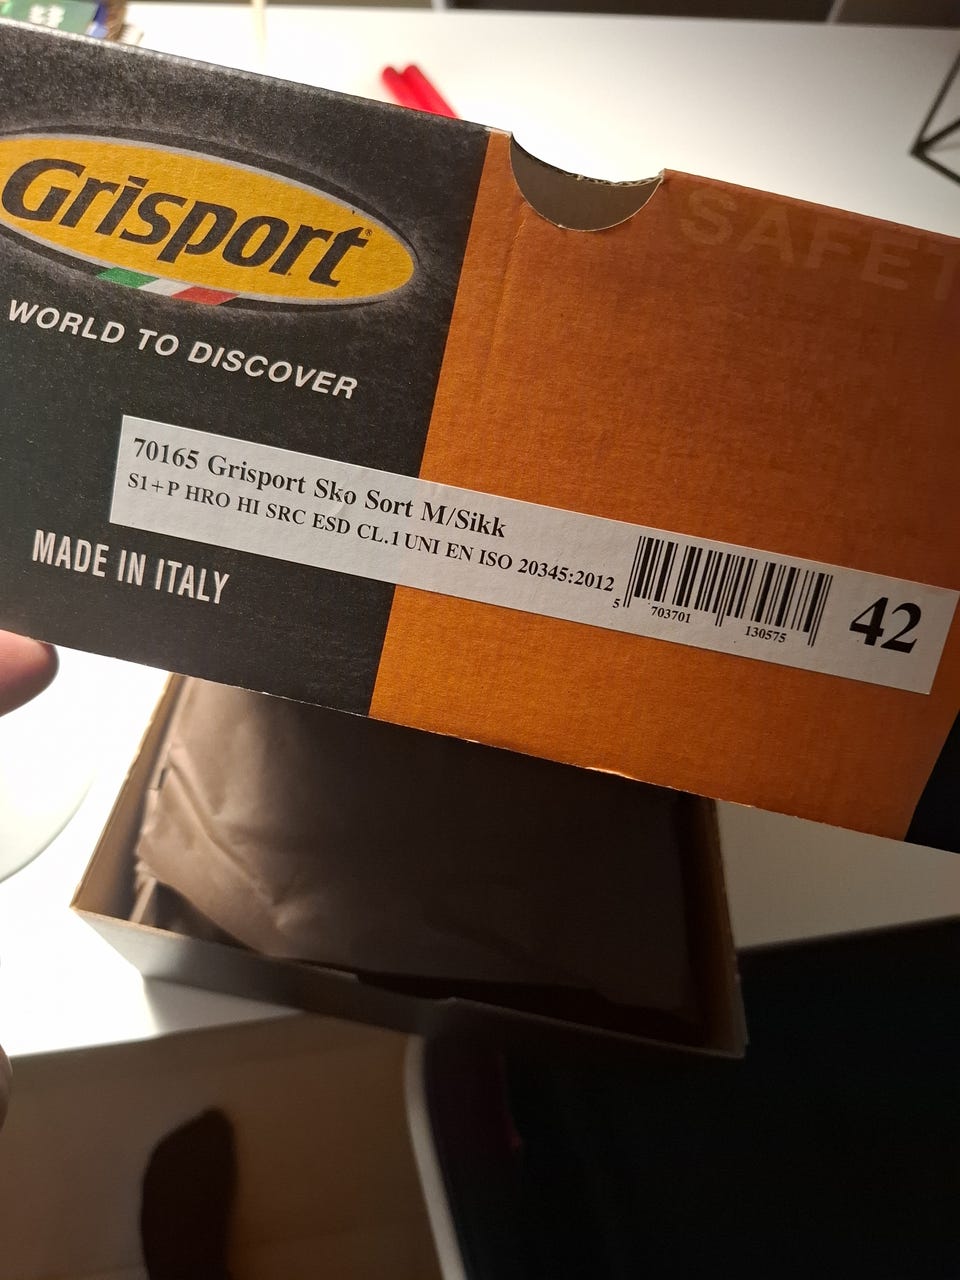 Grisport®
WORLD TO DISCOVER
SAFET
70165 Grisport Sko Sort M/Sikk
S1+P HRO HI SRC ESD CL.1 UNI EN ISO 20345:2012
5 703701 130575
42
MADE IN ITALY